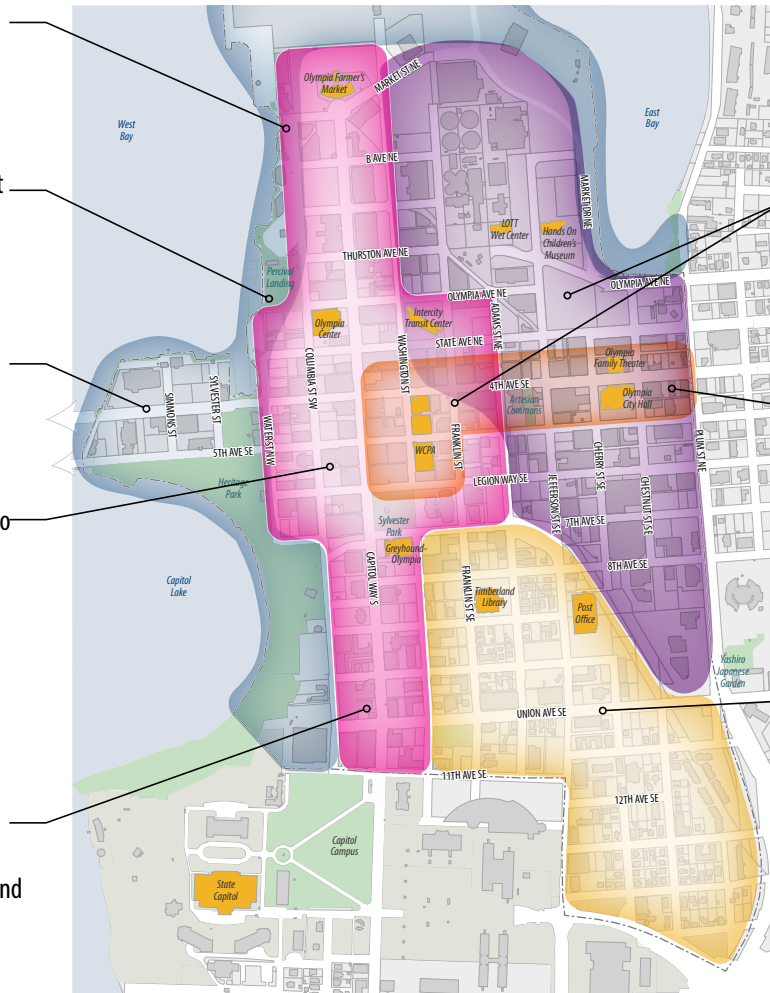 Olympia Farmer's
Market
MARKET ST NE
West
Bay
East
Bay
B AVE NE
t
MARKET DRIVE
LOTT
Wet Center
Hands On
Children's
Museum
THURSTON AVE NE
Percival
Landing
OLYMPIA AVE NE
OLYMPIA AVE NE
Olympia
Center
Intercity
Transit Center
ADAMS ST NE
STATE AVE NE
WASHINGTON ST
COLUMBIA ST SW
Olympia
Family Theater
4TH AVE SE
Artesian
Commons
Olympia
City Hall
SYLVESTER ST
SIMMONS ST
WATER ST NW
5TH AVE SE
WCPA
FRANKLIN ST
PLUM ST NE
CHERRY ST SE
Heritage
Park
LEGION WAY SE
JEFFERSON ST SE
CHESTNUT ST SE
o
Sylvester
Park
7TH AVE SE
Greyhound-
Olympia
CAPITOL WAY S
FRANKLIN ST SE
8TH AVE SE
Capitol
Lake
Timberland
Library
Post
Office
Yashiro
Japanese
Garden
UNION AVE SE
11TH AVE SE
12TH AVE SE
Capitol
Campus
State
Capitol
nd